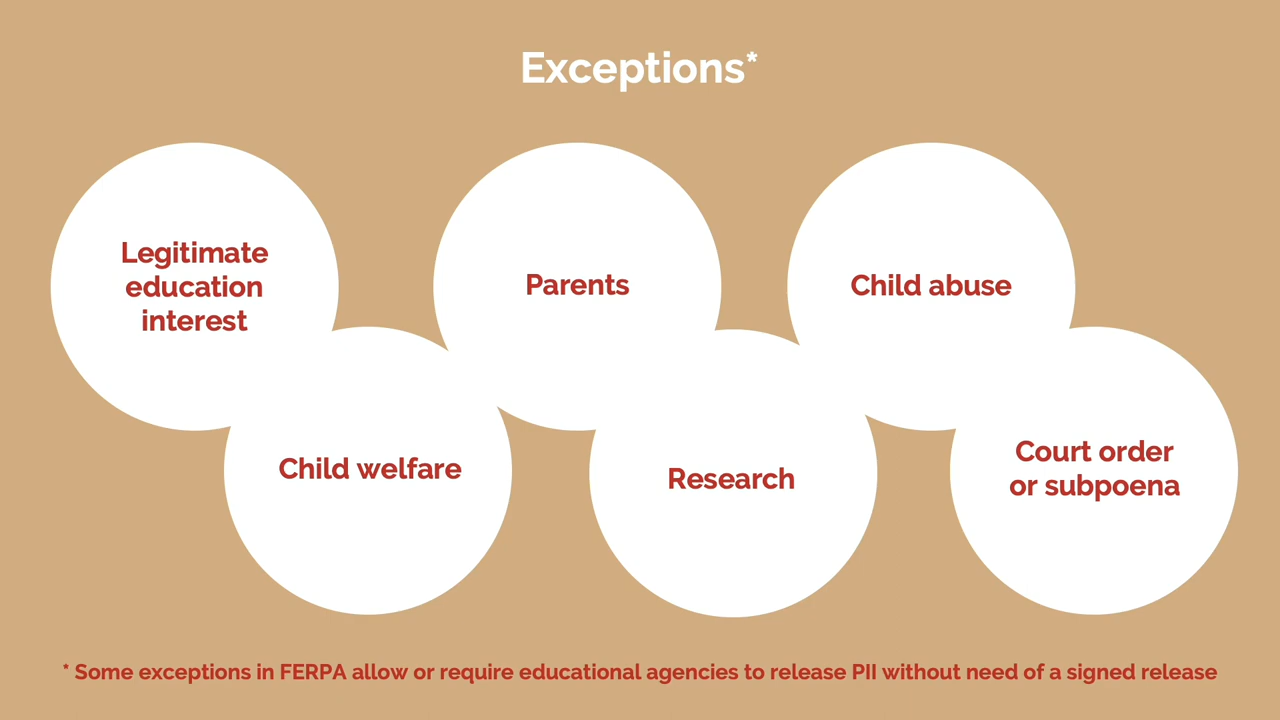 Exceptions*
Legitimate
education
interest
Parents
Child abuse
Child welfare
Research
Court order
or subpoena
* Some exceptions in FERPA allow or require educational agencies to release PII without need of a signed release